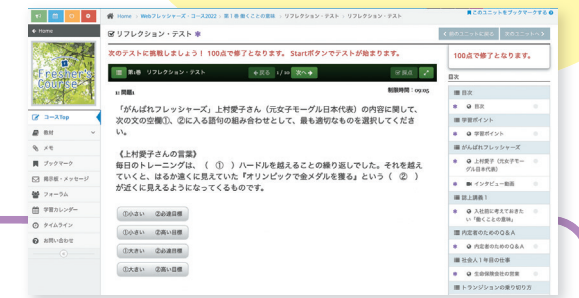 このユニットをブックマークする
Home > Webフレッシャーズ・コース2022 > 第1巻 働くことの意味 > リフレクション・テスト > リフレクション・テスト
Home
リフレクション・テスト
次のテストに挑戦しましょう！ 100点で終了となります。 Startボタンでテストが始まります。
100点で終了となります。
第1巻 リフレクション・テスト
戻る
1 / 10
次へ
採点
制限時間：09:05
問題1
「がんばれフレッシャーズ」上村愛子さん（元女子モーグル日本代表）の内容に関して、
次の文の空欄①、②に入る語句の組み合わせとして、最も適切なものを選択してくださ
い。
《上村愛子さんの言葉》
毎日のトレーニングは、（ ① ）ハードルを越えることの繰り返しでした。それを越え
ていくと、はるか遠くに見えていた『オリンピックで金メダルを獲る』という（ ② ）
が近くに見えるようになってくるものです。
①小さい ②必達目標
①小さい ②高い目標
①大きい ②必達目標
①大きい ②高い目標
Fresher's
Course
コースTop
教材
メモ
ブックマーク
掲示板・メッセージ
フォーラム
学習カレンダー
タイムライン
お問い合わせ
目次
目次
目次
学習ポイント
学習ポイント
がんばれフレッシャーズ
上村愛子（元女子モー
グル日本代表）
インタビュー動画
誌上講義1
入社前に考えておきた
い「働くことの意味」
内定者のためのQ＆A
内定者のためのQ＆A
社会人1年目の仕事
生命保険会社の営業
トランジションの乗り切り方